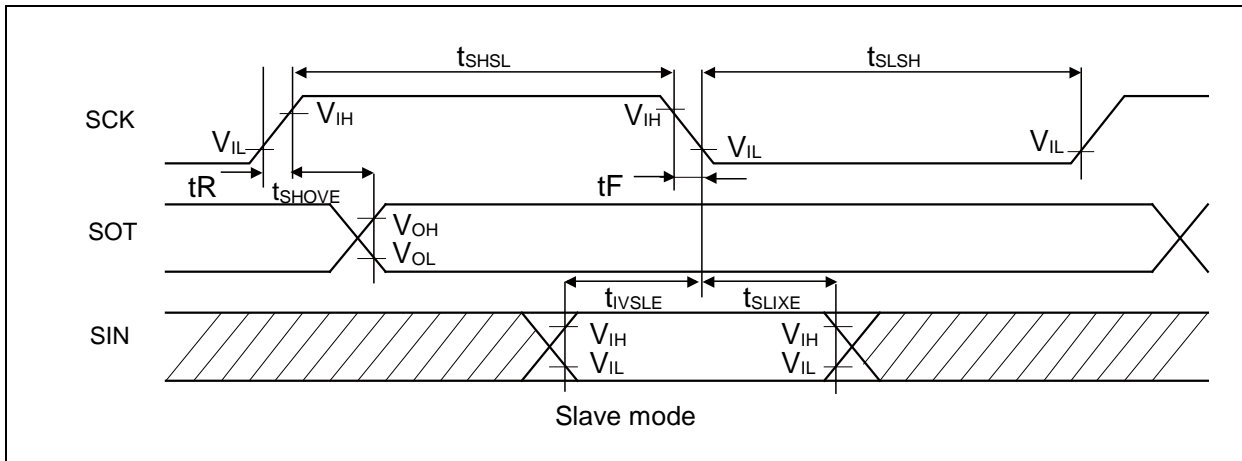 tSHSL
tSLSH
SCK
VIH
VIH
VIL
VIL
VIL
tR
tSHOVE
tF
SOT
VOH
VOL
tIVSLE
tSLIXE
SIN
VIH
VIH
VIL
VIL
Slave mode